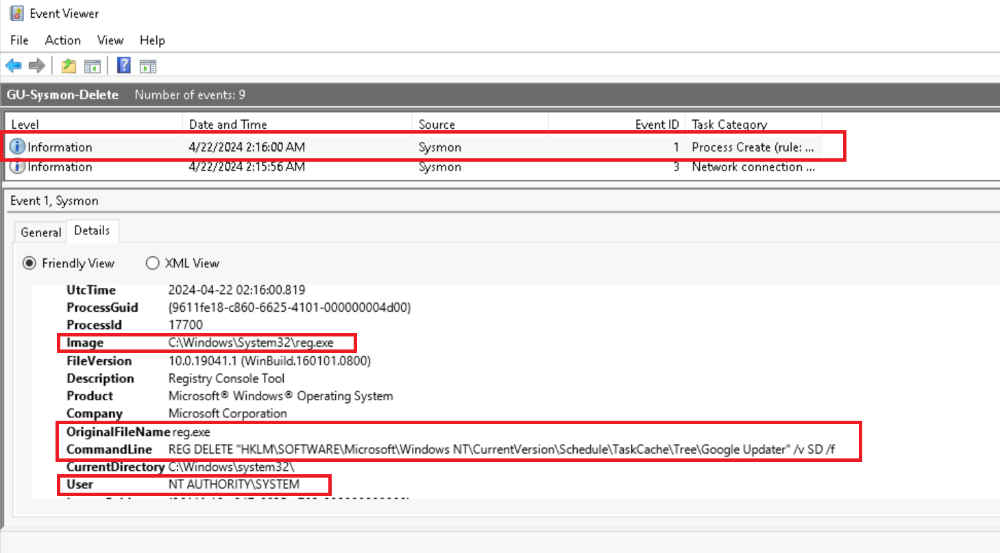 Event Viewer
File Action View Help
GU-Sysmon-Delete Number of events: 9
Level Date and Time Source Event ID Task Category
Information 4/22/2024 2:16:00 AM Sysmon 1 Process Create (rule: ...
Information 4/22/2024 2:15:56 AM Sysmon 3 Network connection ...
Event 1, Sysmon
General Details
Friendly View XML View
UtcTime 2024-04-22 02:16:00.819
ProcessGuid {9611fe18-c860-6625-4101-000000004d00}
ProcessId 17700
Image C:\Windows\System32\reg.exe
FileVersion 10.0.19041.1 (WinBuild.160101.0800)
Description Registry Console Tool
Product Microsoft® Windows® Operating System
Company Microsoft Corporation
OriginalFileName reg.exe
CommandLine REG DELETE "HKLM\SOFTWARE\Microsoft\Windows NT\CurrentVersion\Schedule\TaskCache\Tree\Google Updater" /v SD /f
CurrentDirectory C:\Windows\system32\
User NT AUTHORITY\SYSTEM